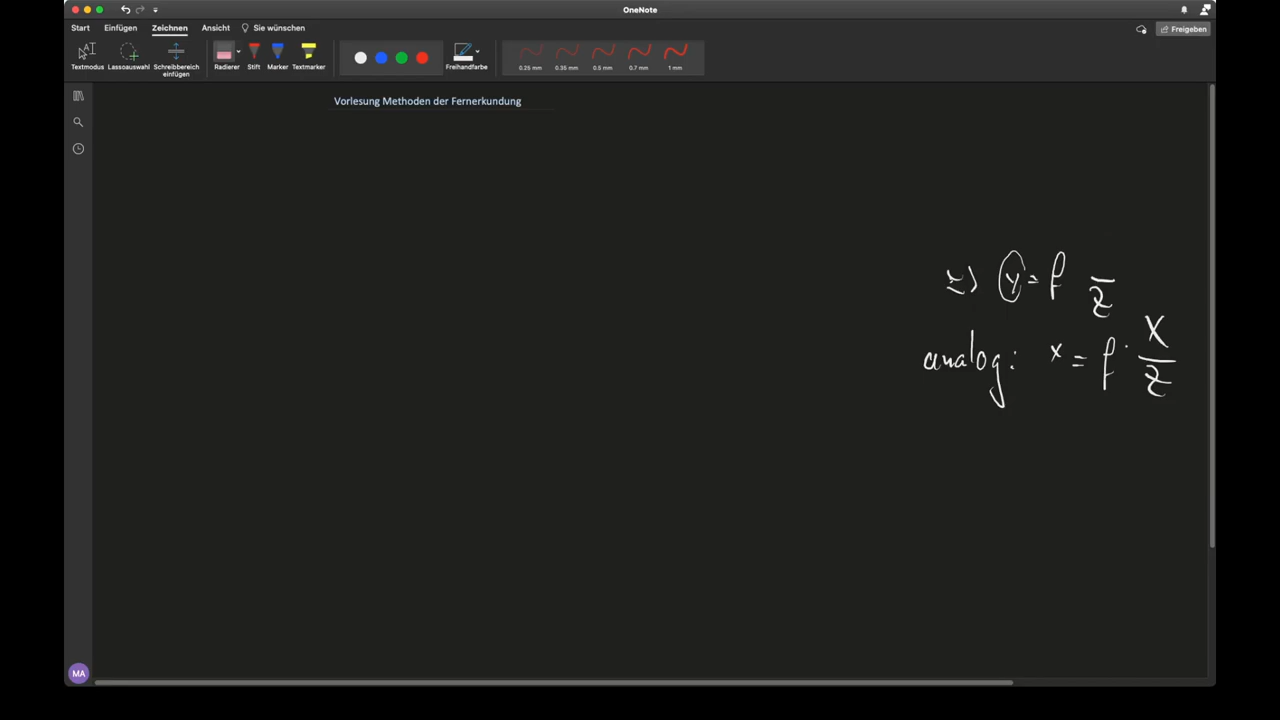 OneNote
Start Einfügen Zeichnen Ansicht Sie wünschen
Freigeben
Textmodus Lassoauswahl Schreibbereich einfügen Radierer Stift Marker Textmarker Freihandfarbe 0.25 mm 0.35 mm 0.5 mm 0.7 mm 1 mm
Vorlesung Methoden der Fernerkundung
=> y = f /Z
analog: x = f · X/Z
MA